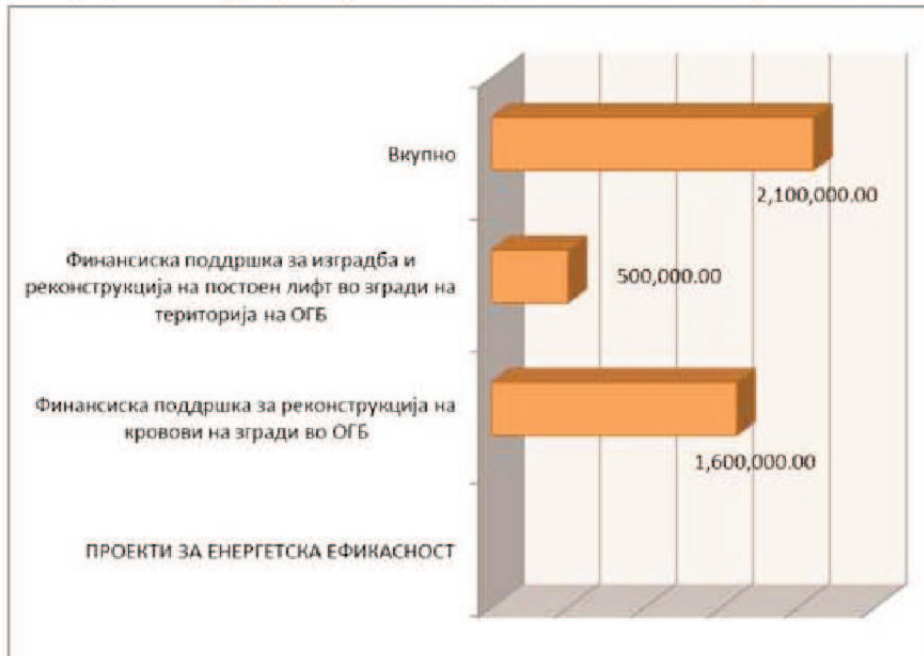 Вкупно
2,100,000.00
Финансиска поддршка за изградба и
реконструкција на постоен лифт во згради на
територија на ОГБ
500,000.00
Финансиска поддршка за реконструкција на
кровови на згради во ОГБ
1,600,000.00
ПРОЕКТИ ЗА ЕНЕРГЕТСКА ЕФИКАСНОСТ